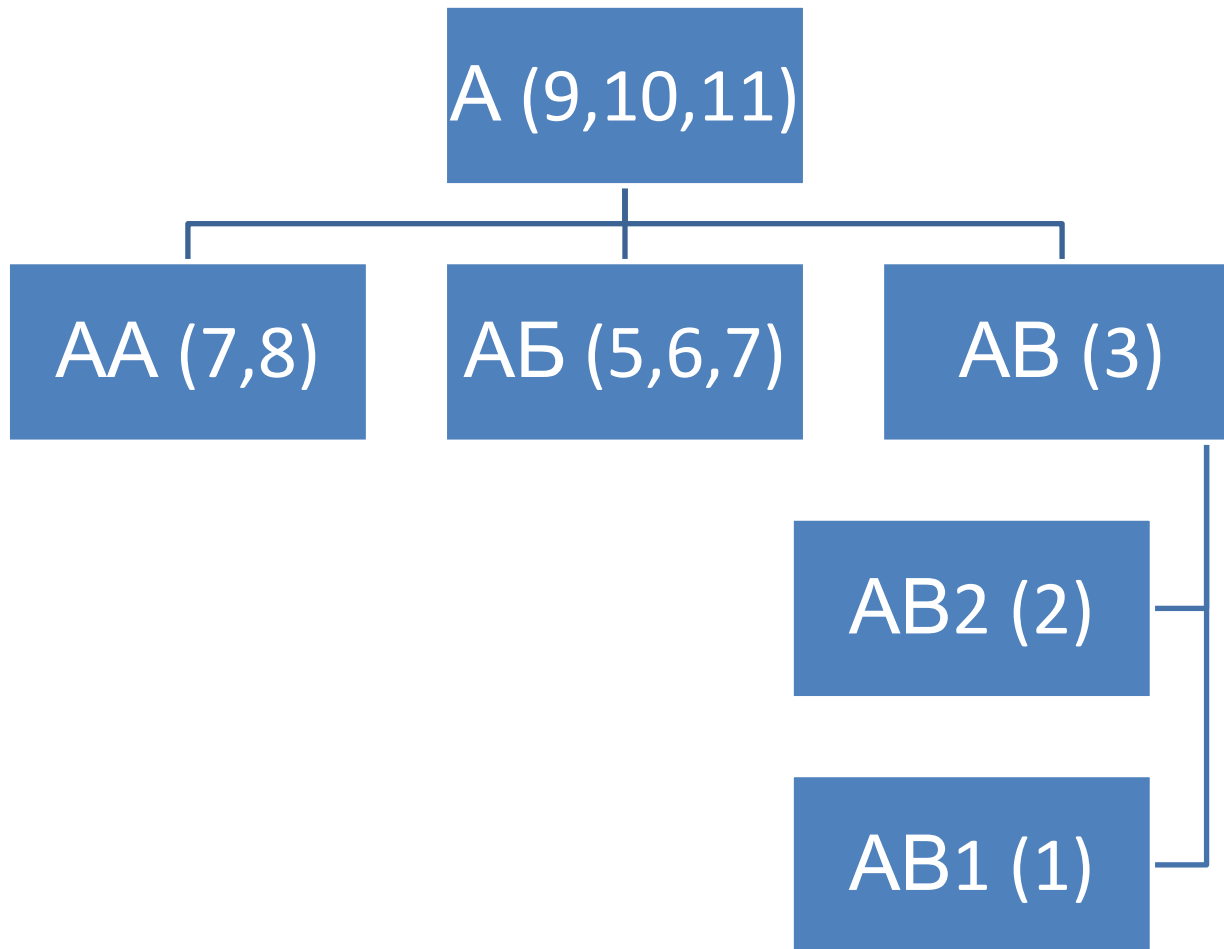 А (9,10,11)
АА (7,8)
АБ (5,6,7)
АВ (3)
АВ2 (2)
АВ1 (1)